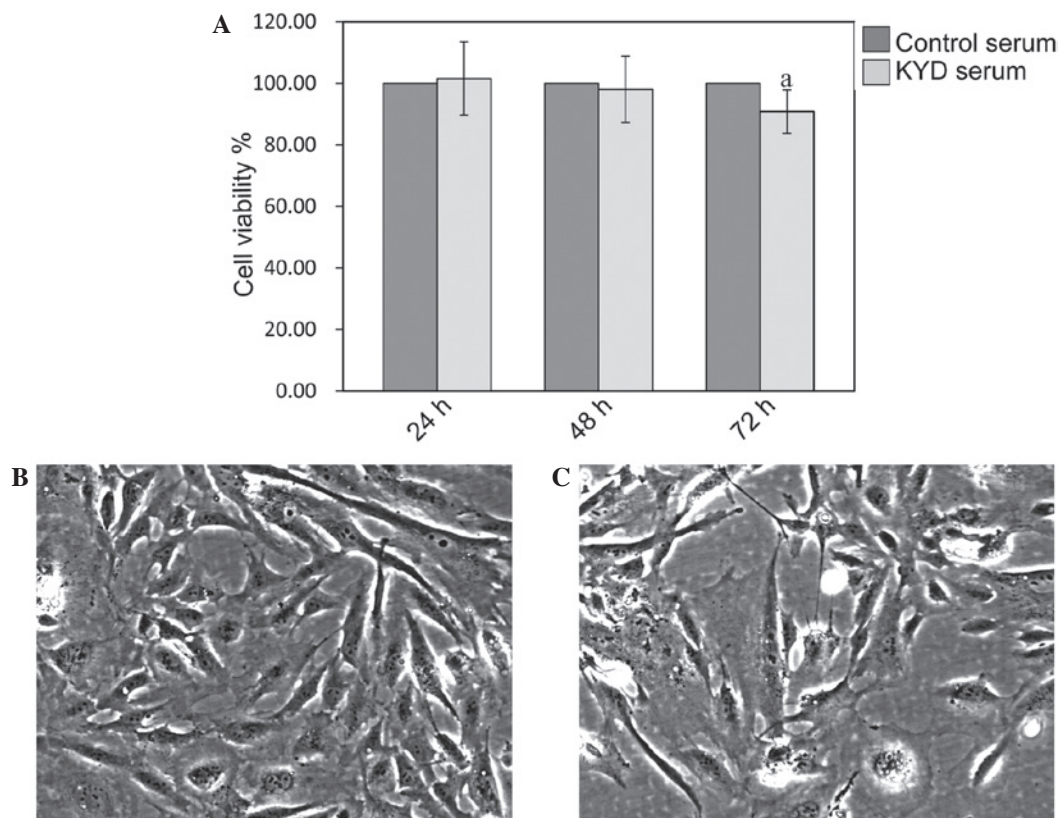 A
120.00
100.00
80.00
60.00
40.00
20.00
0.00
Cell viability %
a
24 h
48 h
72 h
Control serum
KYD serum
B
C